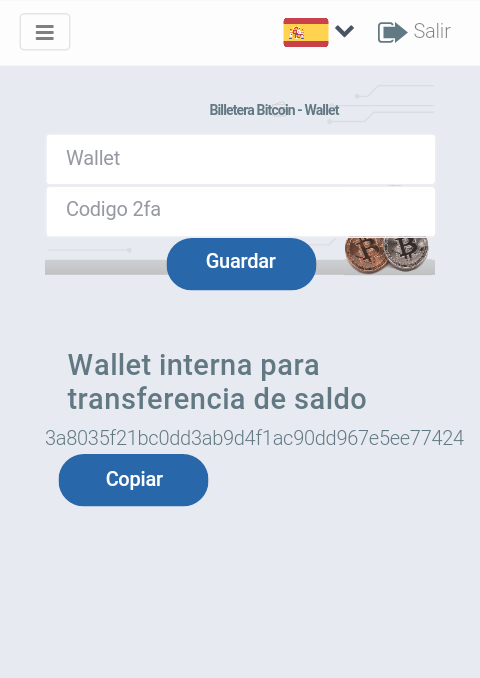 Salir
Billetera Bitcoin - Wallet
Wallet
Codigo 2fa
Guardar
Wallet interna para
transferencia de saldo
3a8035f21bc0dd3ab9d4f1ac90dd967e5ee77424
Copiar